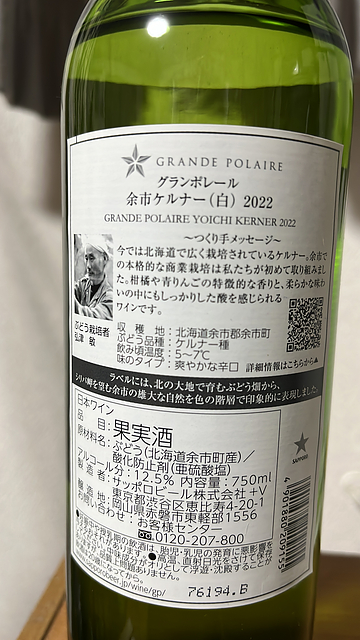 GRANDE POLAIRE
グランポレール
余市ケルナー(白) 2022
GRANDE POLAIRE YOICHI KERNER 2022
～つくり手メッセージ～
今では北海道で広く栽培されているケルナー。余市で
の本格的な商業栽培は私たちが初めて取り組みまし
た。柑橘や青りんごの特徴的な香りと、柔らかな味わ
いの中にもしっかりした酸を感じられる
ワインです。
ぶどう栽培者
弘津 敏
収穫地:北海道余市郡余市町
ぶどう品種:ケルナー種
飲み頃温度:5～7℃
味のタイプ:爽やかな辛口
詳細情報はこちらから
ラベルには、北の大地で育むぶどう畑から、
シリパ岬を望む余市の雄大な自然を色の階層で印象的に表現しました。
日本ワイン
品目:果実酒
原材料名:ぶどう(北海道余市町産)/
酸化防止剤(亜硫酸塩)
アルコール分:12.5% 内容量:750ml
製造者:サッポロビール株式会社+V
東京都渋谷区恵比寿4-20-1
醸造地:岡山県赤磐市東軽部1556
お問い合わせ:お客様センター
0120-207-800
SAPPORO
4901880209155
76194.B